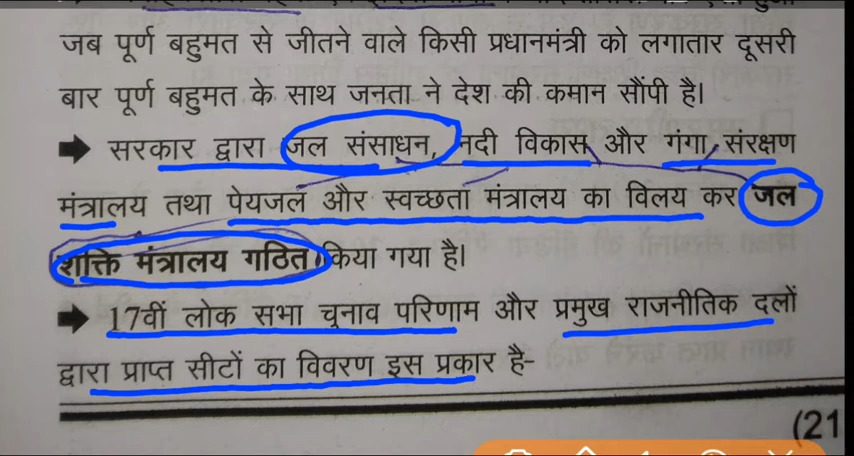 जब पूर्ण बहुमत से जीतने वाले किसी प्रधानमंत्री को लगातार दूसरी
बार पूर्ण बहुमत के साथ जनता ने देश की कमान सौंपी है।
➡ सरकार द्वारा जल संसाधन, नदी विकास और गंगा संरक्षण
मंत्रालय तथा पेयजल और स्वच्छता मंत्रालय का विलय कर जल
शक्ति मंत्रालय गठित किया गया है।
➡ 17वीं लोक सभा चुनाव परिणाम और प्रमुख राजनीतिक दलों
द्वारा प्राप्त सीटों का विवरण इस प्रकार है-
(21